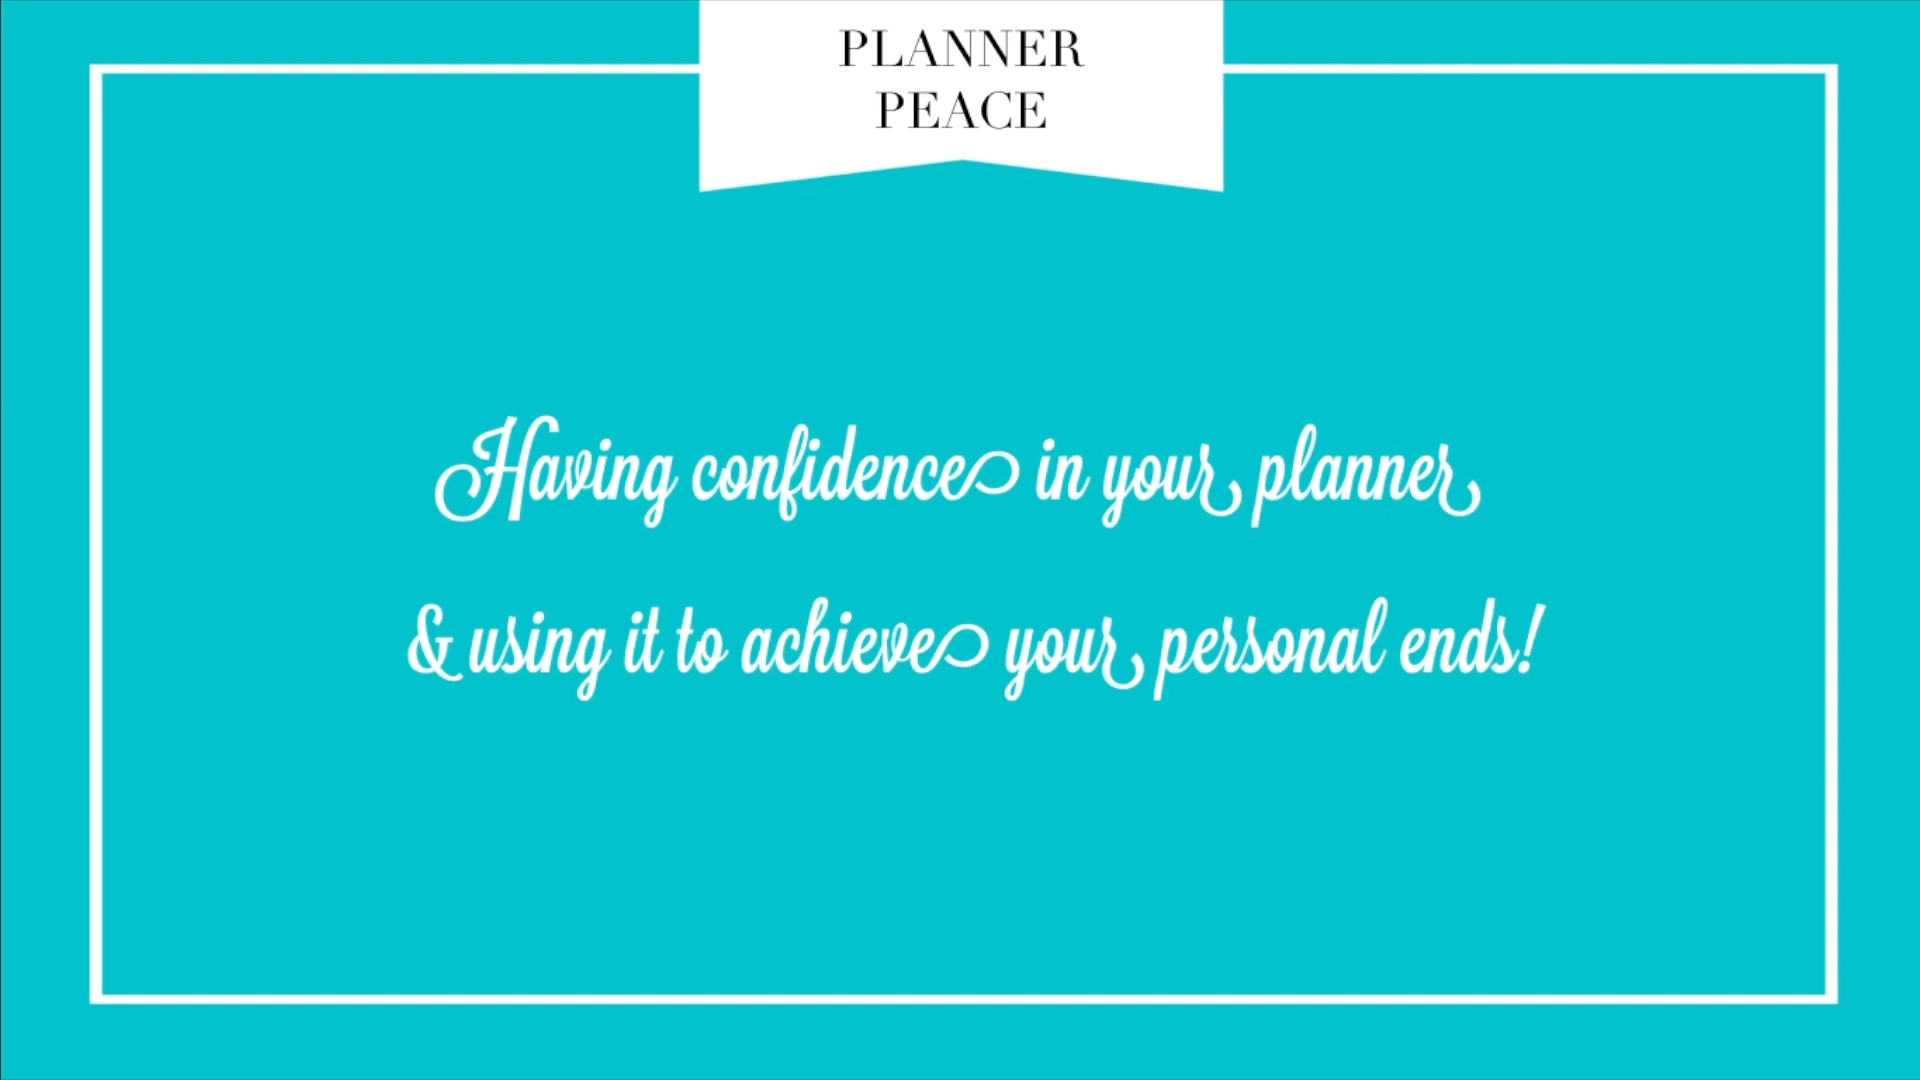 PLANNER
PEACE
Having confidence in your planner
& using it to achieve your personal ends!